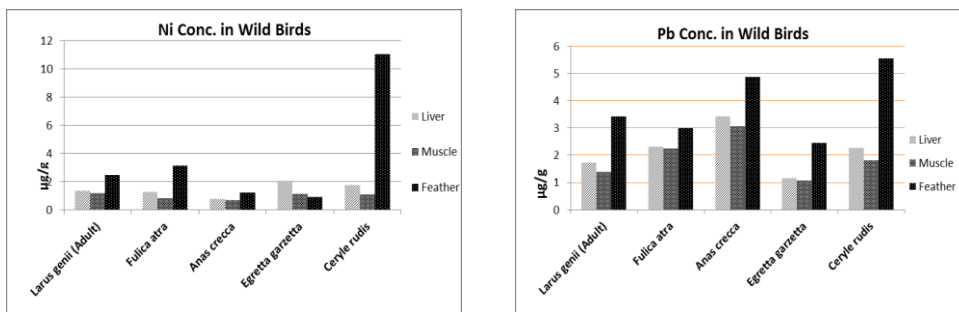 Ni Conc. in Wild Birds
12
10
8
6
4
2
0
µg/g
Larus genii (Adult)
Fulica atra
Anas crecca
Egretta garzetta
Ceryle rudis
Liver
Muscle
Feather
Pb Conc. in Wild Birds
6
5
4
3
2
1
0
µg/g
Larus genii (Adult)
Fulica atra
Anas crecca
Egretta garzetta
Ceryle rudis
Liver
Muscle
Feather